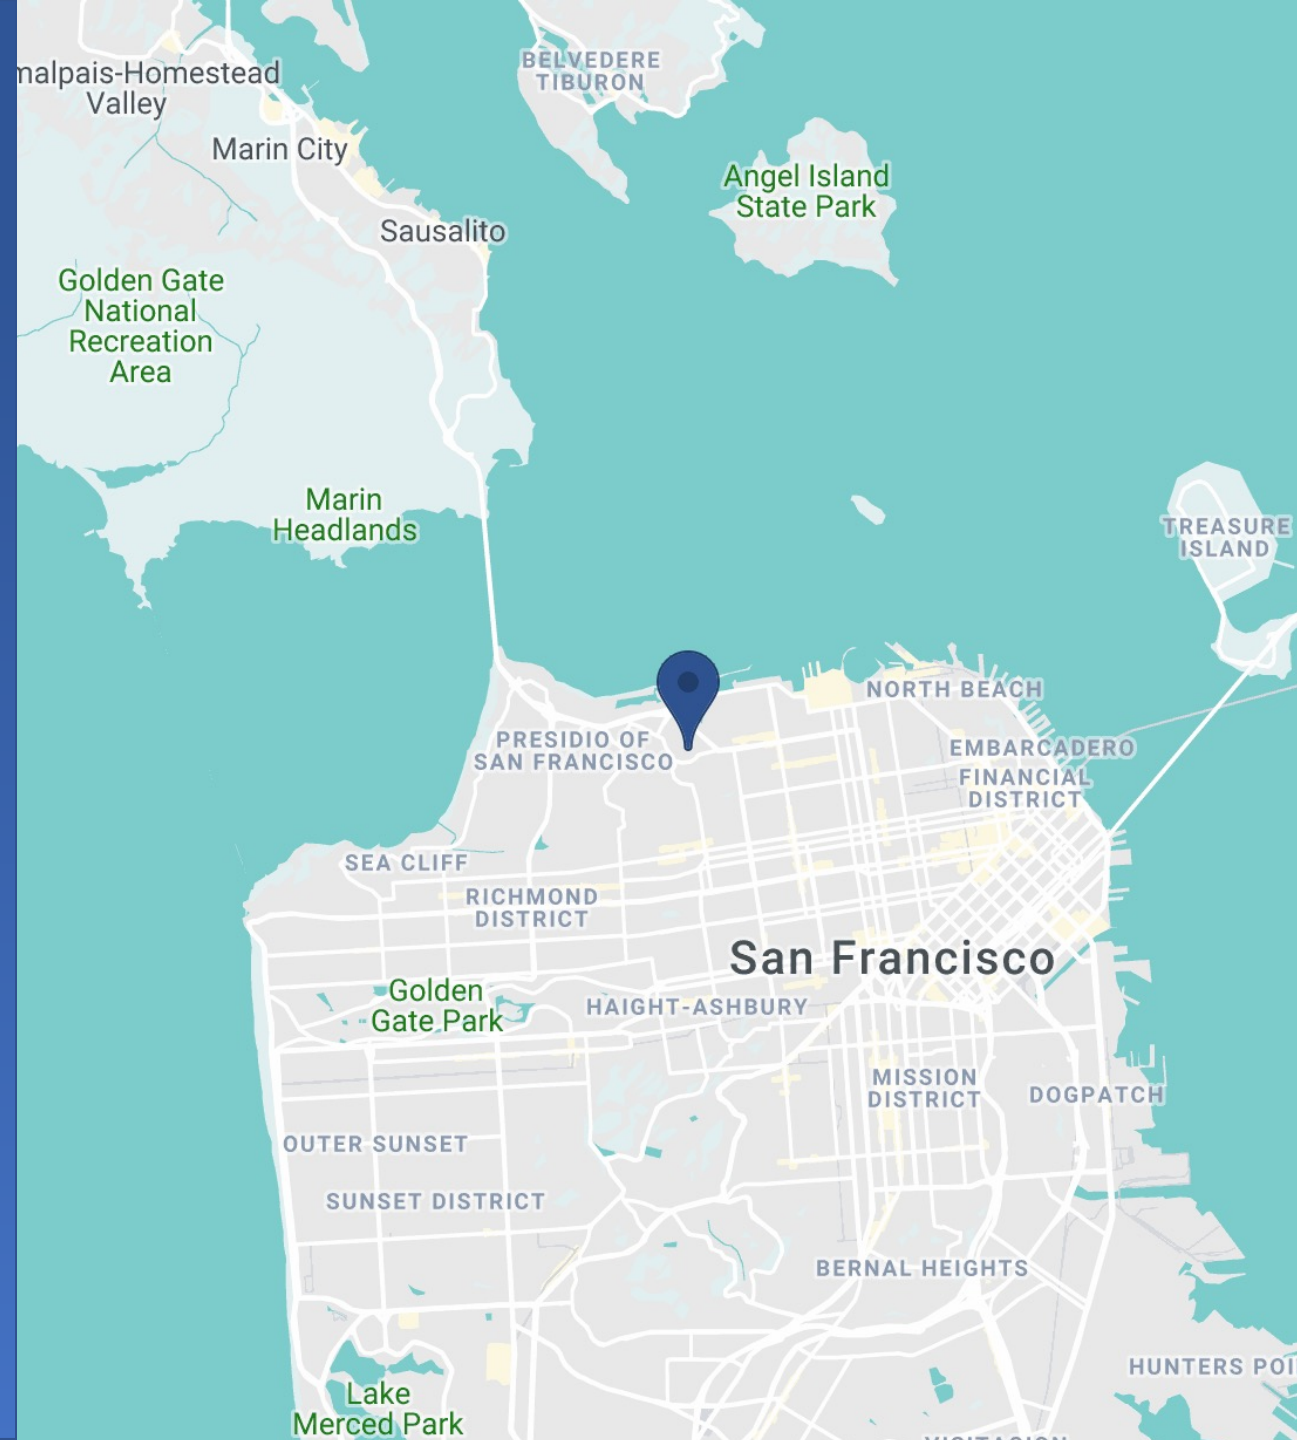 BELVEDERE
TIBURON
malpais-Homestead
Valley
Marin City
Angel Island
State Park
Sausalito
Golden Gate
National
Recreation
Area
Marin
Headlands
TREASURE
ISLAND
NORTH BEACH
PRESIDIO OF
SAN FRANCISCO
EMBARCADERO
FINANCIAL
DISTRICT
SEA CLIFF
RICHMOND
DISTRICT
San Francisco
Golden
Gate Park
HAIGHT-ASHBURY
MISSION
DISTRICT
DOGPATCH
OUTER SUNSET
SUNSET DISTRICT
BERNAL HEIGHTS
HUNTERS POI
Lake
Merced Park